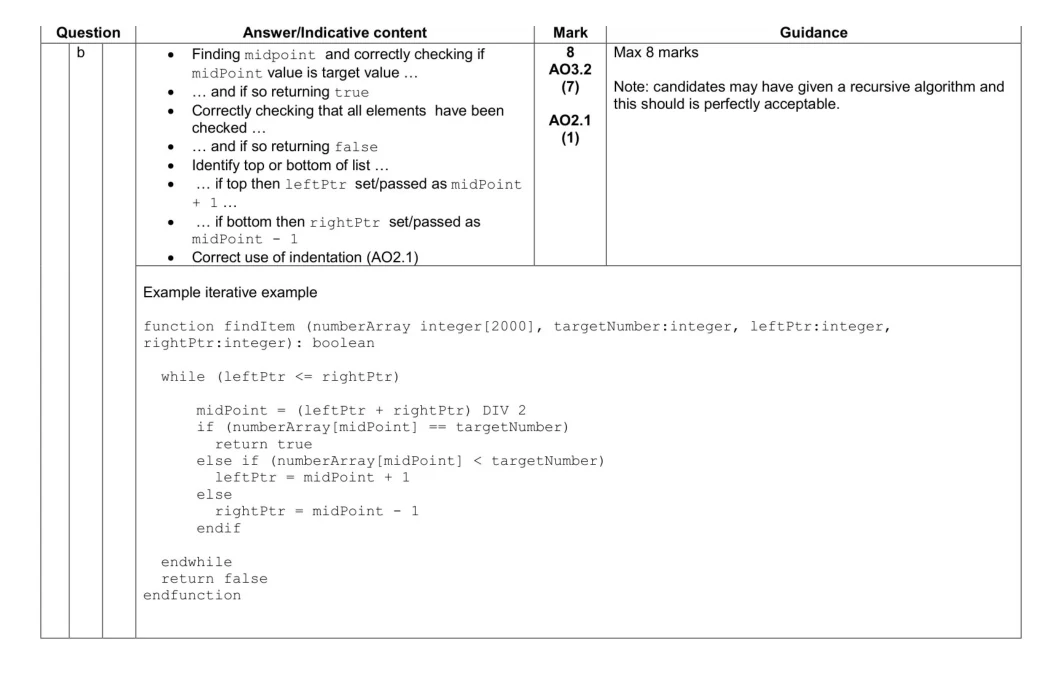 Question Answer/Indicative content Mark Guidance
b
• Finding midpoint and correctly checking if
midPoint value is target value …
• … and if so returning true
• Correctly checking that all elements have been
checked …
• … and if so returning false
• Identify top or bottom of list …
• … if top then leftPtr set/passed as midPoint
+ 1 …
• … if bottom then rightPtr set/passed as
midPoint - 1
• Correct use of indentation (AO2.1)
8
AO3.2
(7)
AO2.1
(1)
Max 8 marks
Note: candidates may have given a recursive algorithm and
this should is perfectly acceptable.
Example iterative example
function findItem (numberArray integer[2000], targetNumber:integer, leftPtr:integer,
rightPtr:integer): boolean
while (leftPtr <= rightPtr)
midPoint = (leftPtr + rightPtr) DIV 2
if (numberArray[midPoint] == targetNumber)
return true
else if (numberArray[midPoint] < targetNumber)
leftPtr = midPoint + 1
else
rightPtr = midPoint - 1
endif
endwhile
return false
endfunction